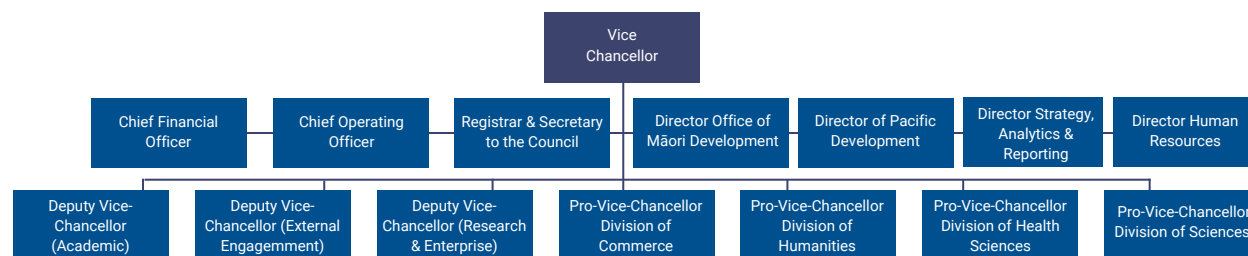 Vice
Chancellor
Chief Financial
Officer
Chief Operating
Officer
Registrar & Secretary
to the Council
Director Office of
Māori Development
Director of Pacific
Development
Director Strategy,
Analytics &
Reporting
Director Human
Resources
Deputy Vice-
Chancellor
(Academic)
Deputy Vice-
Chancellor (External
Engagemment)
Deputy Vice-
Chancellor (Research
& Enterprise)
Pro-Vice-Chancellor
Division of
Commerce
Pro-Vice-Chancellor
Division of
Humanities
Pro-Vice-Chancellor
Division of Health
Sciences
Pro-Vice-Chancellor
Division of Sciences